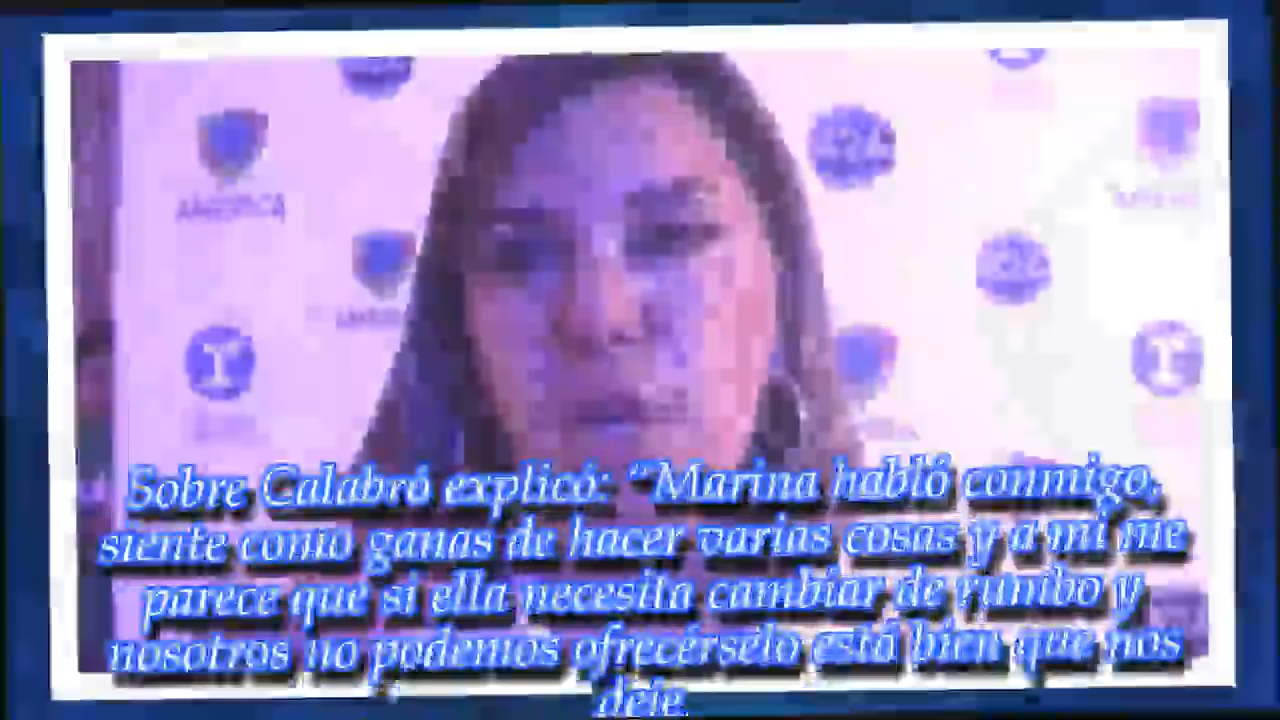 AMERICA
r
r
Sobre Calabró explicó: “Marina habló conmigo,
siente como ganas de hacer varias cosas y a mí me
parece que si ella necesita cambiar de rumbo y
nosotros no podemos ofrecérselo está bien que nos
deje